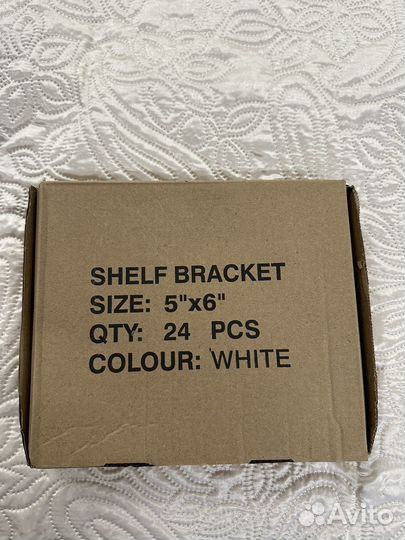 SHELF BRACKET
SIZE: 5"x6"
QTY: 24 PCS
COLOUR: WHITE
Avito